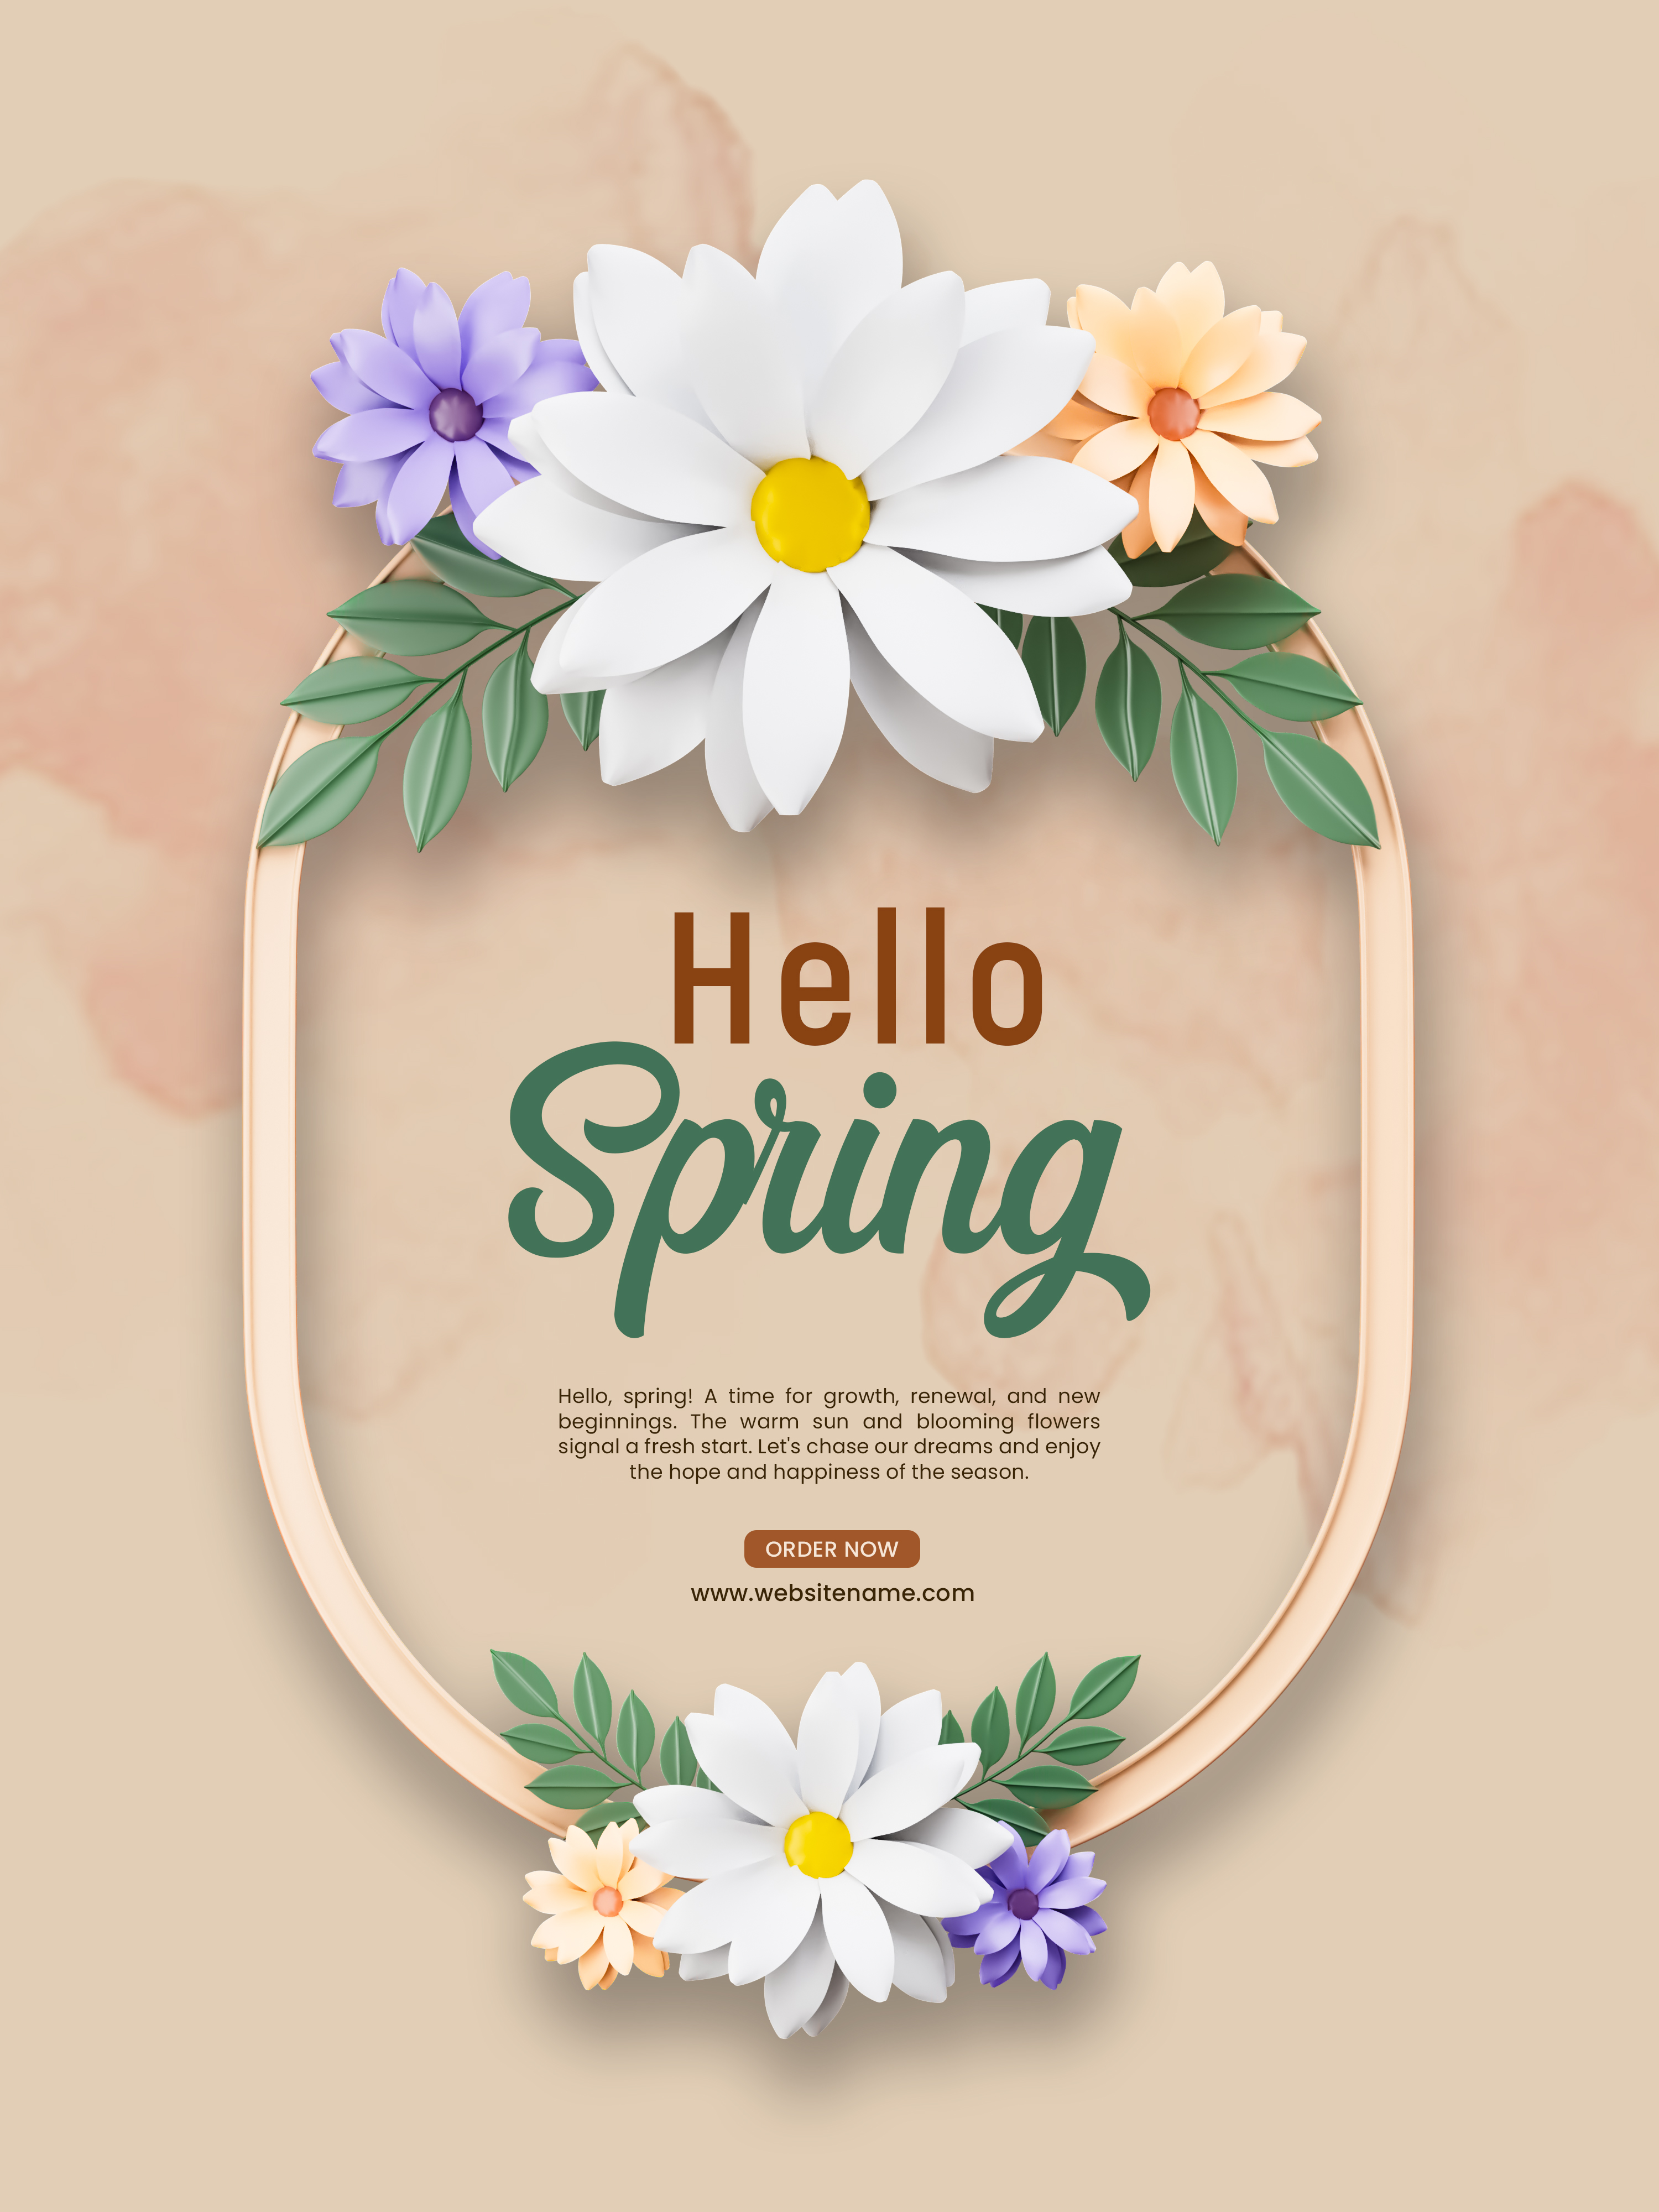 Hello
Spring
Hello, spring! A time for growth, renewal, and new
beginnings. The warm sun and blooming flowers
signal a fresh start. Let's chase our dreams and enjoy
the hope and happiness of the season.
ORDER NOW
www.websitename.com